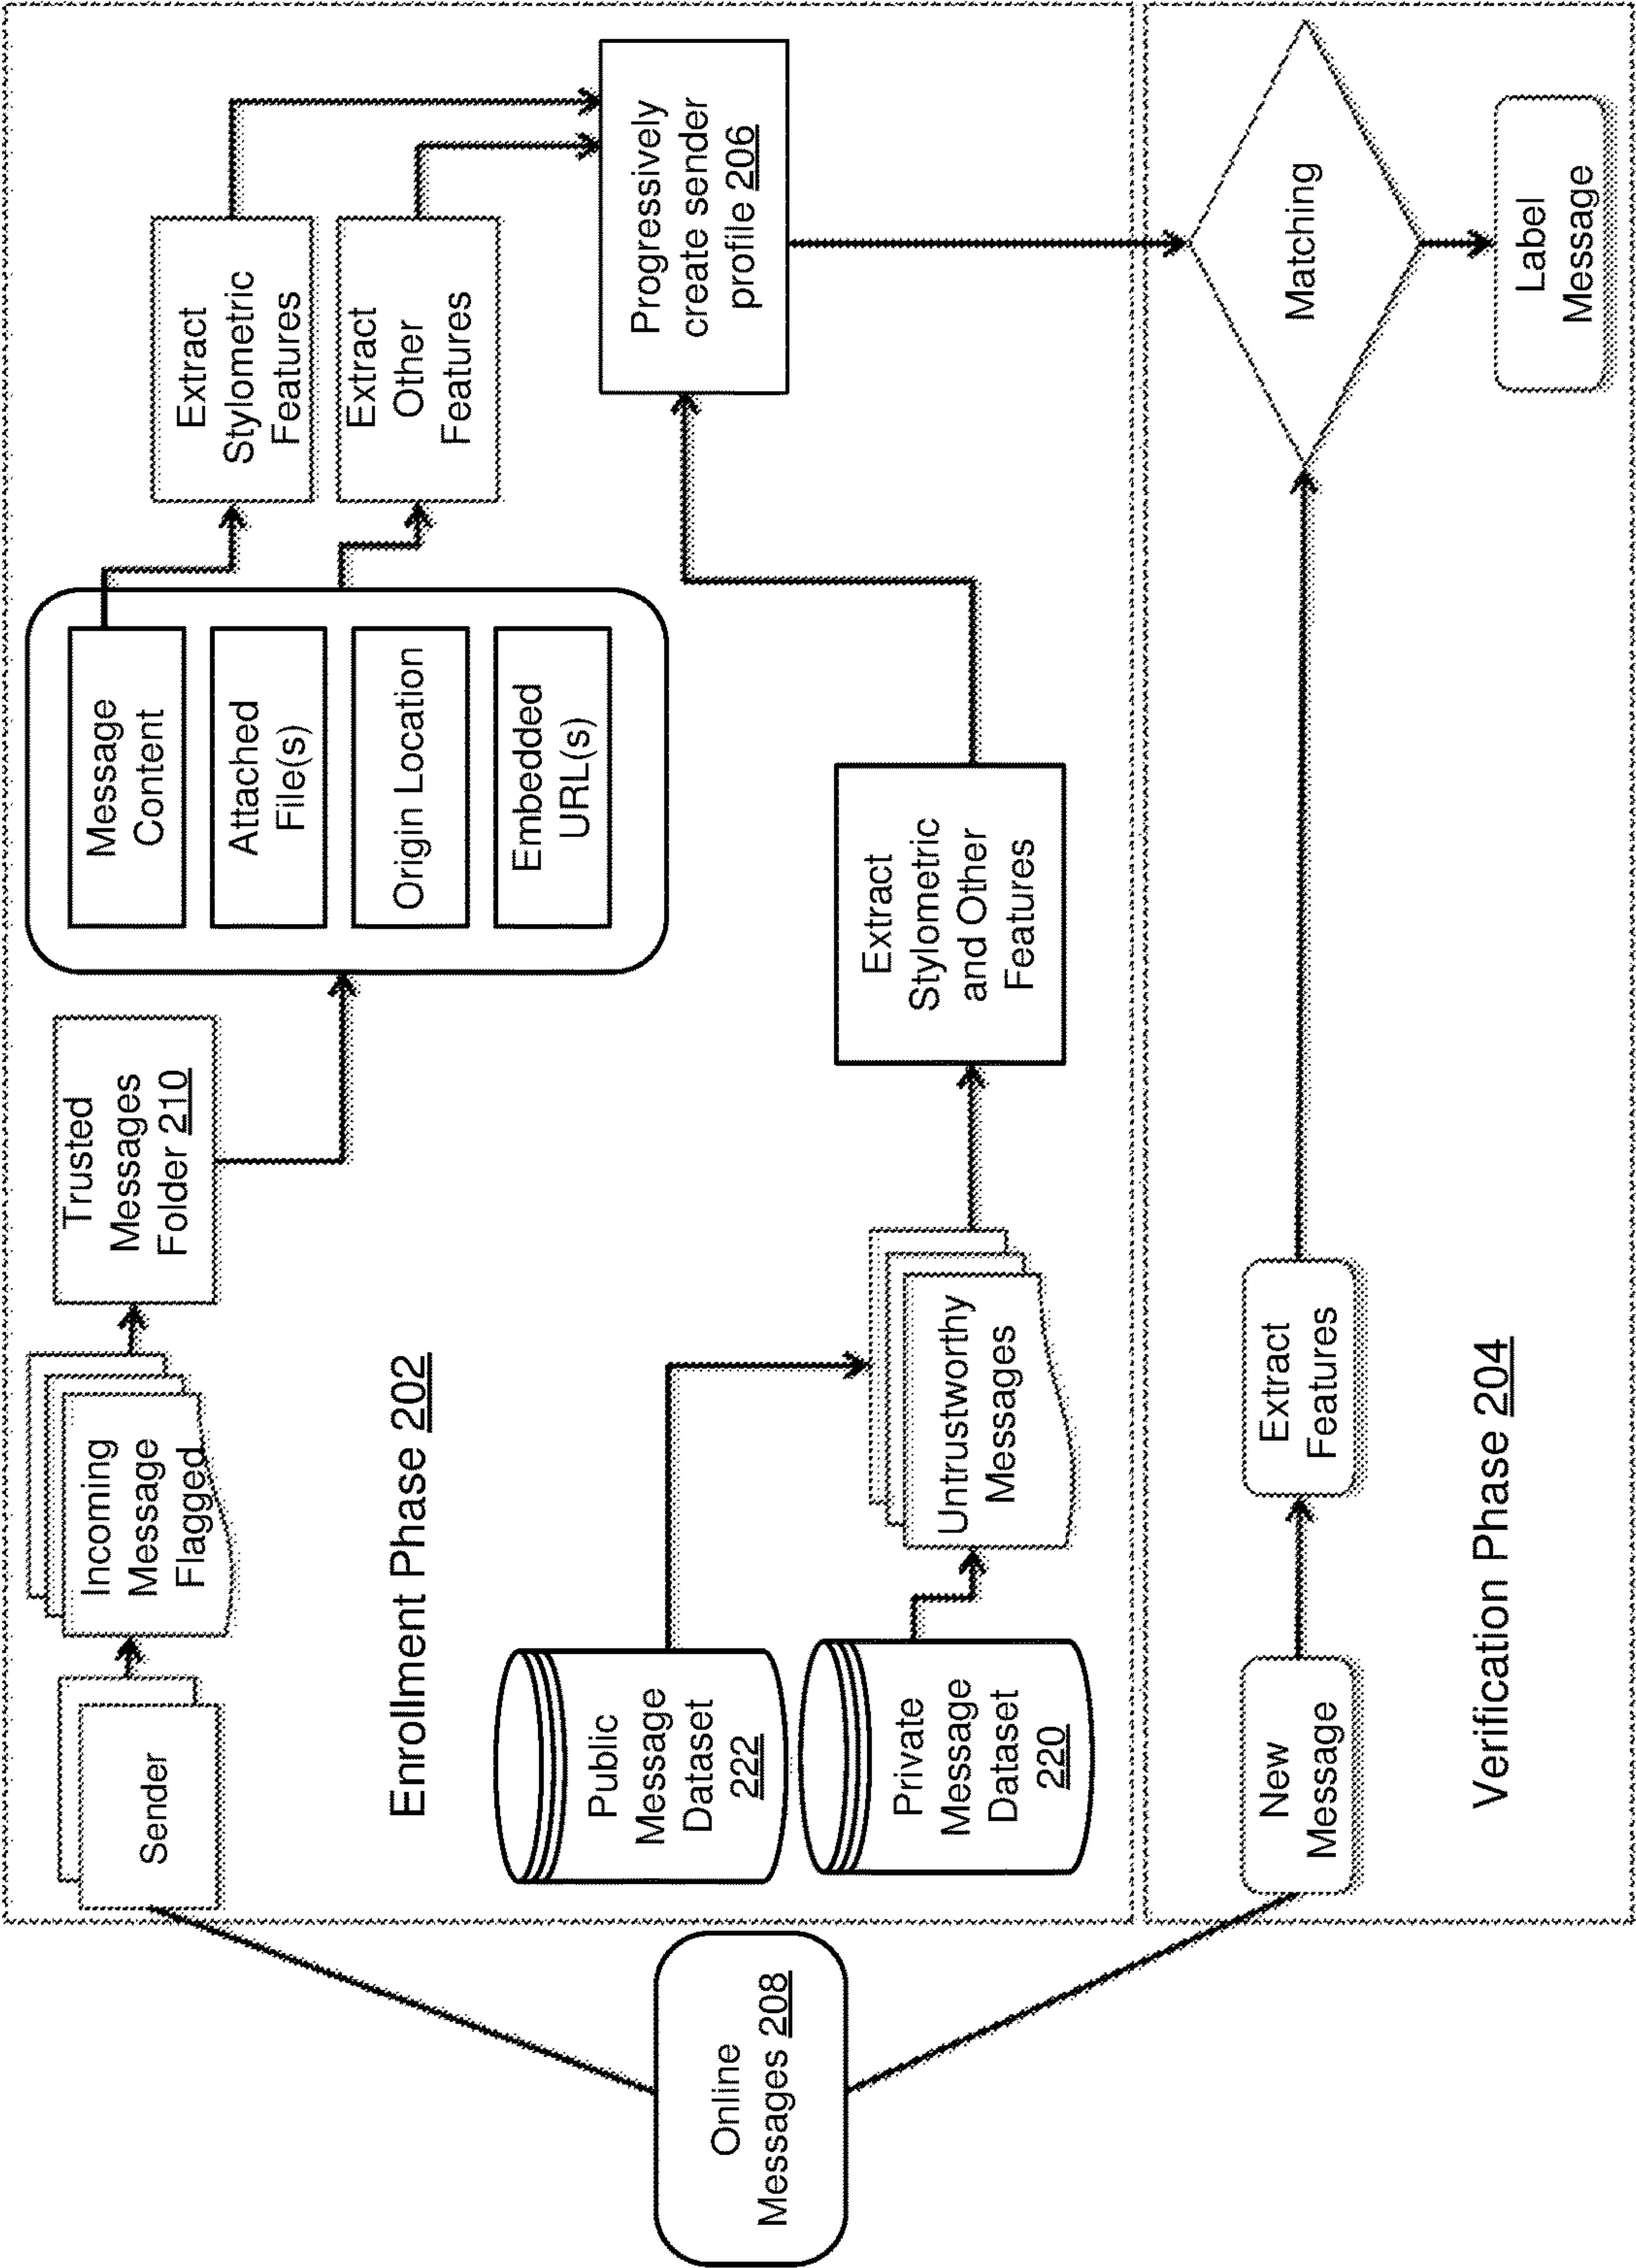 Online
Messages 208
Sender
Incoming
Message
Flagged
Trusted
Messages
Folder 210
Message
Content
Attached
File(s)
Origin Location
Embedded
URL(s)
Extract
Stylometric
Features
Extract
Other
Features
Progressively
create sender
profile 206
Enrollment Phase 202
Public
Message
Dataset
222
Private
Message
Dataset
220
Untrustworthy
Messages
Extract
Stylometric
and Other
Features
New
Message
Extract
Features
Matching
Label
Message
Verification Phase 204